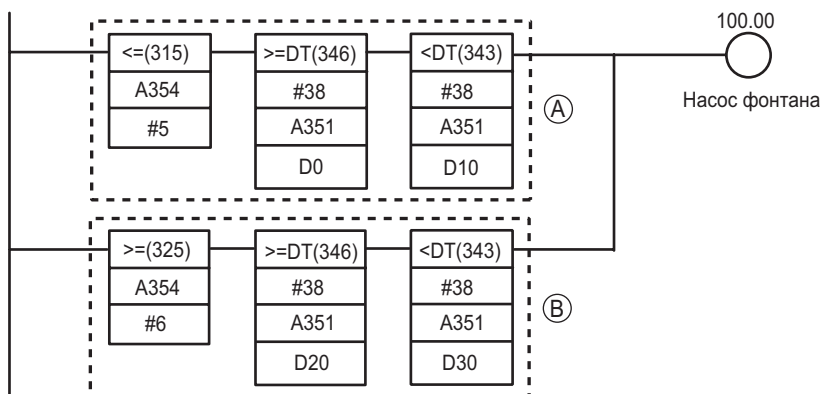 100.00
<=(315) >=DT(346) <DT(343)
A354 #38 #38
#5 A351 A351
D0 D10
A
Насос фонтана
>=(325) >=DT(346) <DT(343)
A354 #38 #38
#6 A351 A351
D20 D30
B